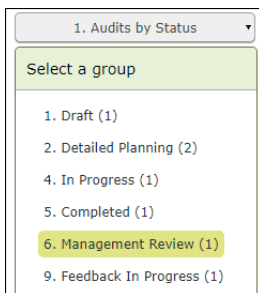 1. Audits by Status
Select a group
1. Draft (1)
2. Detailed Planning (2)
4. In Progress (1)
5. Completed (1)
6. Management Review (1)
9. Feedback In Progress (1)